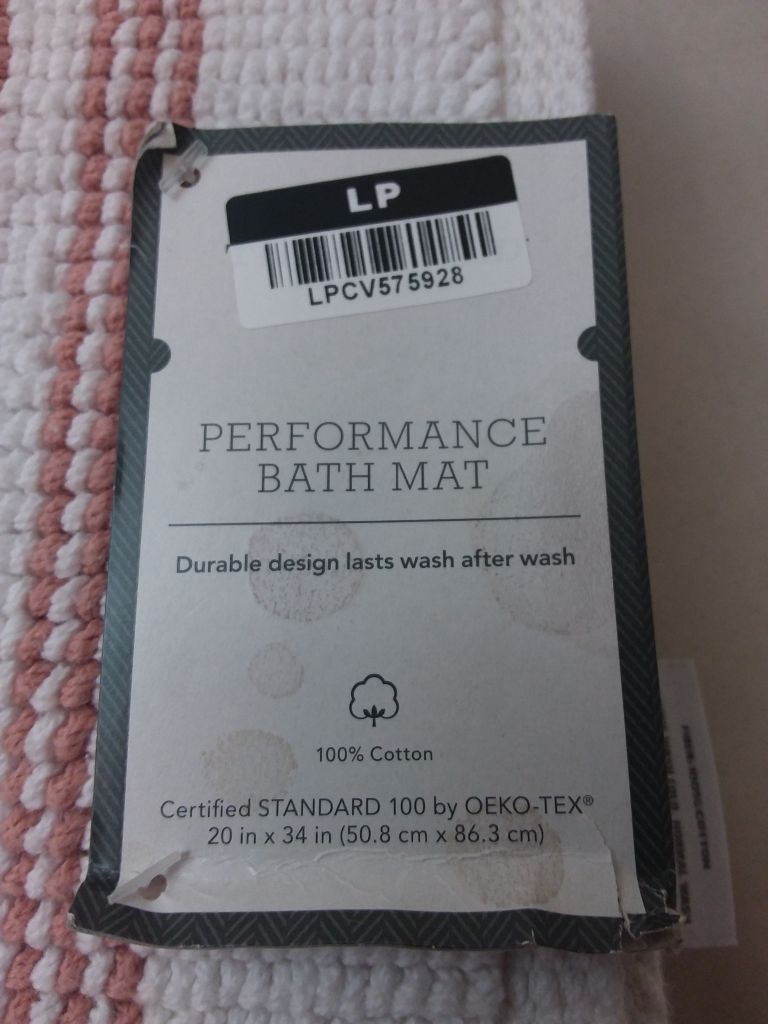 LP
LPCV575928
PERFORMANCE
BATH MAT
Durable design lasts wash after wash
100% Cotton
Certified STANDARD 100 by OEKO-TEX®
20 in x 34 in (50.8 cm x 86.3 cm)